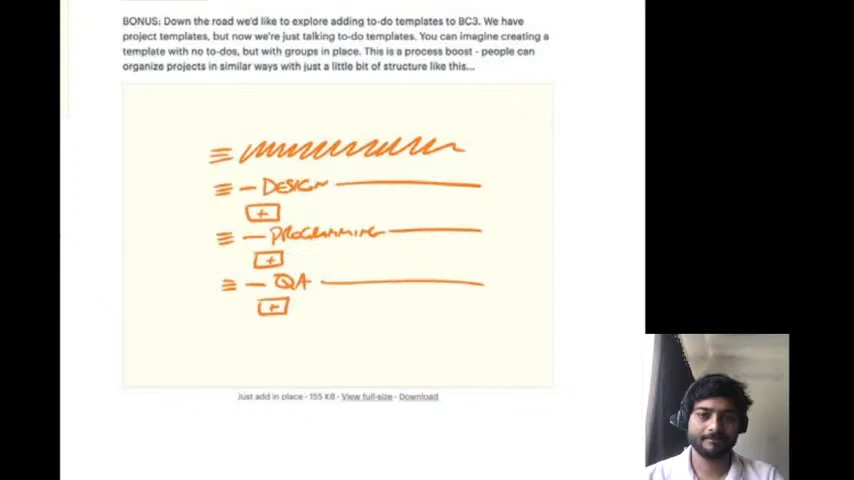 BONUS: Down the road we'd like to explore adding to-do templates to BC3. We have
project templates, but now we're just talking to-do templates. You can imagine creating a
template with no to-dos, but with groups in place. This is a process boost - people can
organize projects in similar ways with just a little bit of structure like this...
DESIGN
+
PROGRAMMING
+
QA
+
Just add in place - 155 KB - View full-size - Download